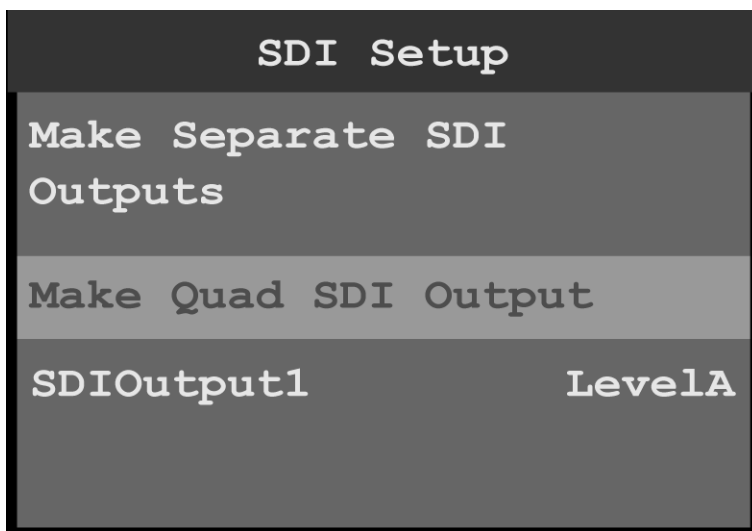 SDI Setup
Make Separate SDI
Outputs
Make Quad SDI Output
SDIOutput1 LevelA